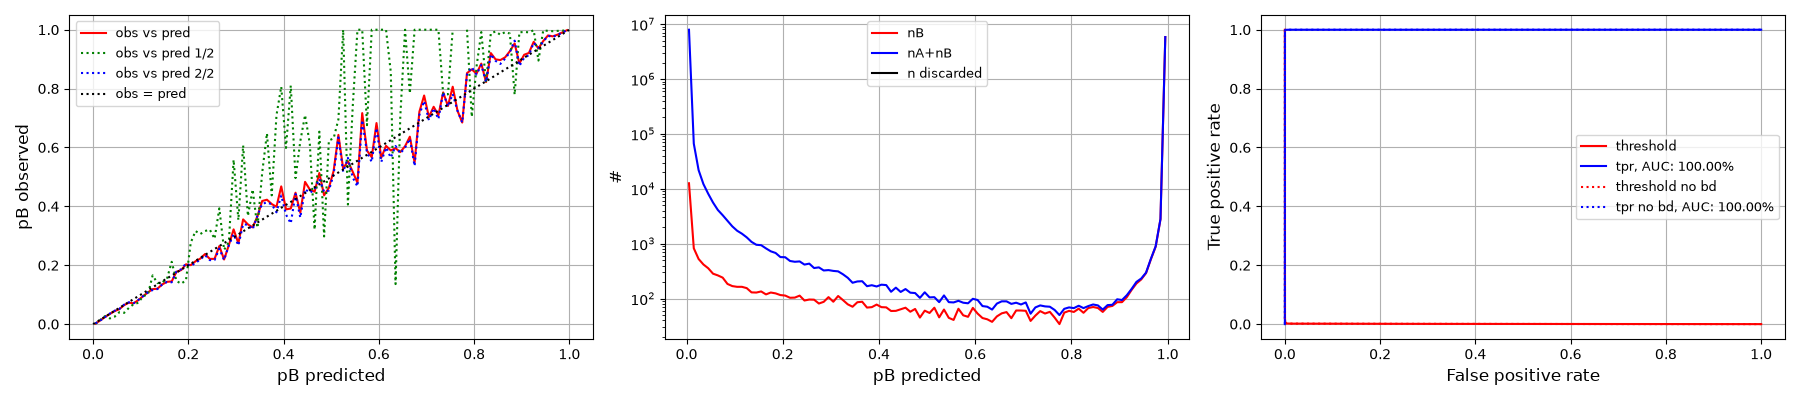 pB observed
1.0
0.8
0.6
0.4
0.2
0.0
obs vs pred
obs vs pred 1/2
obs vs pred 2/2
obs = pred
0.0 0.2 0.4 0.6 0.8 1.0
pB predicted
#
10⁷
10⁶
10⁵
10⁴
10³
10²
nB
nA+nB
n discarded
0.0 0.2 0.4 0.6 0.8 1.0
pB predicted
True positive rate
1.0
0.8
0.6
0.4
0.2
0.0
threshold
tpr, AUC: 100.00%
threshold no bd
tpr no bd, AUC: 100.00%
0.0 0.2 0.4 0.6 0.8 1.0
False positive rate